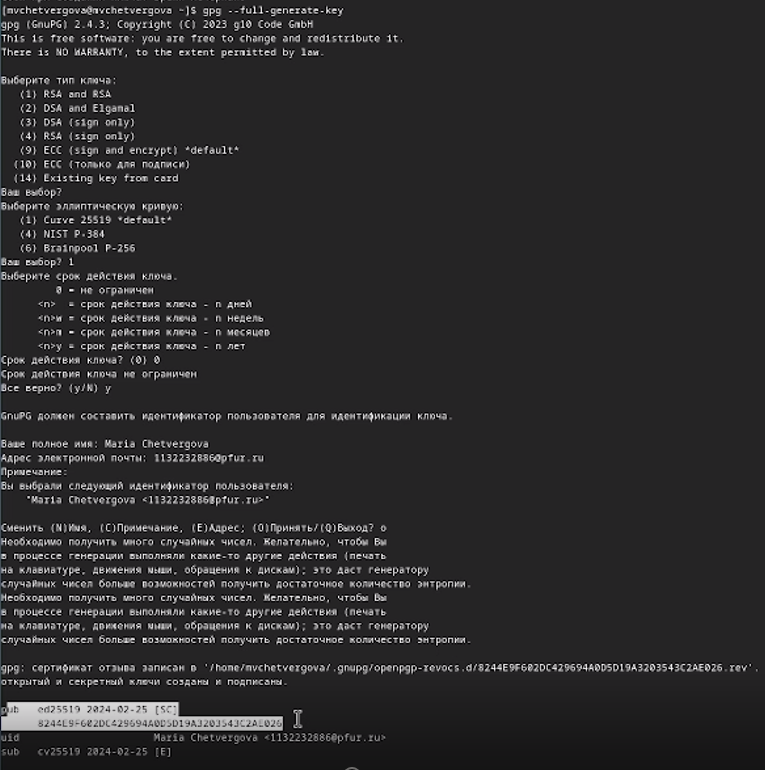 [mvchetvergova@mvchetvergova ~]$ gpg --full-generate-key
gpg (GnuPG) 2.4.3; Copyright (C) 2023 g10 Code GmbH
This is free software: you are free to change and redistribute it.
There is NO WARRANTY, to the extent permitted by law.
Выберите тип ключа:
(1) RSA and RSA
(2) DSA and Elgamal
(3) DSA (sign only)
(4) RSA (sign only)
(9) ECC (sign and encrypt) *default*
(10) ECC (только для подписи)
(14) Existing key from card
Ваш выбор?
Выберите эллиптическую кривую:
(1) Curve 25519 *default*
(4) NIST P-384
(6) Brainpool P-256
Ваш выбор? 1
Выберите срок действия ключа.
0 = не ограничен
<n> = срок действия ключа - n дней
<n>w = срок действия ключа - n недель
<n>m = срок действия ключа - n месяцев
<n>y = срок действия ключа - n лет
Срок действия ключа? (0) 0
Срок действия ключа не ограничен
Все верно? (y/N) y
GnuPG должен составить идентификатор пользователя для идентификации ключа.
Ваше полное имя: Maria Chetvergova
Адрес электронной почты: 1132232886@pfur.ru
Примечание:
Вы выбрали следующий идентификатор пользователя:
"Maria Chetvergova <1132232886@pfur.ru>"
Сменить (N)Имя, (C)Примечание, (E)Адрес; (O)Принять/(Q)Выход? o
Необходимо получить много случайных чисел. Желательно, чтобы Вы
в процессе генерации выполняли какие-то другие действия (печать
на клавиатуре, движения мыши, обращения к дискам); это даст генератору
случайных чисел больше возможностей получить достаточное количество энтропии.
Необходимо получить много случайных чисел. Желательно, чтобы Вы
в процессе генерации выполняли какие-то другие действия (печать
на клавиатуре, движения мыши, обращения к дискам); это даст генератору
случайных чисел больше возможностей получить достаточное количество энтропии.
gpg: сертификат отзыва записан в '/home/mvchetvergova/.gnupg/openpgp-revocs.d/8244E9F602DC429694A0D5D19A3203543C2AE026.rev'.
открытый и секретный ключи созданы и подписаны.
pub ed25519 2024-02-25 [SC]
8244E9F602DC429694A0D5D19A3203543C2AE026
uid Maria Chetvergova <1132232886@pfur.ru>
sub cv25519 2024-02-25 [E]